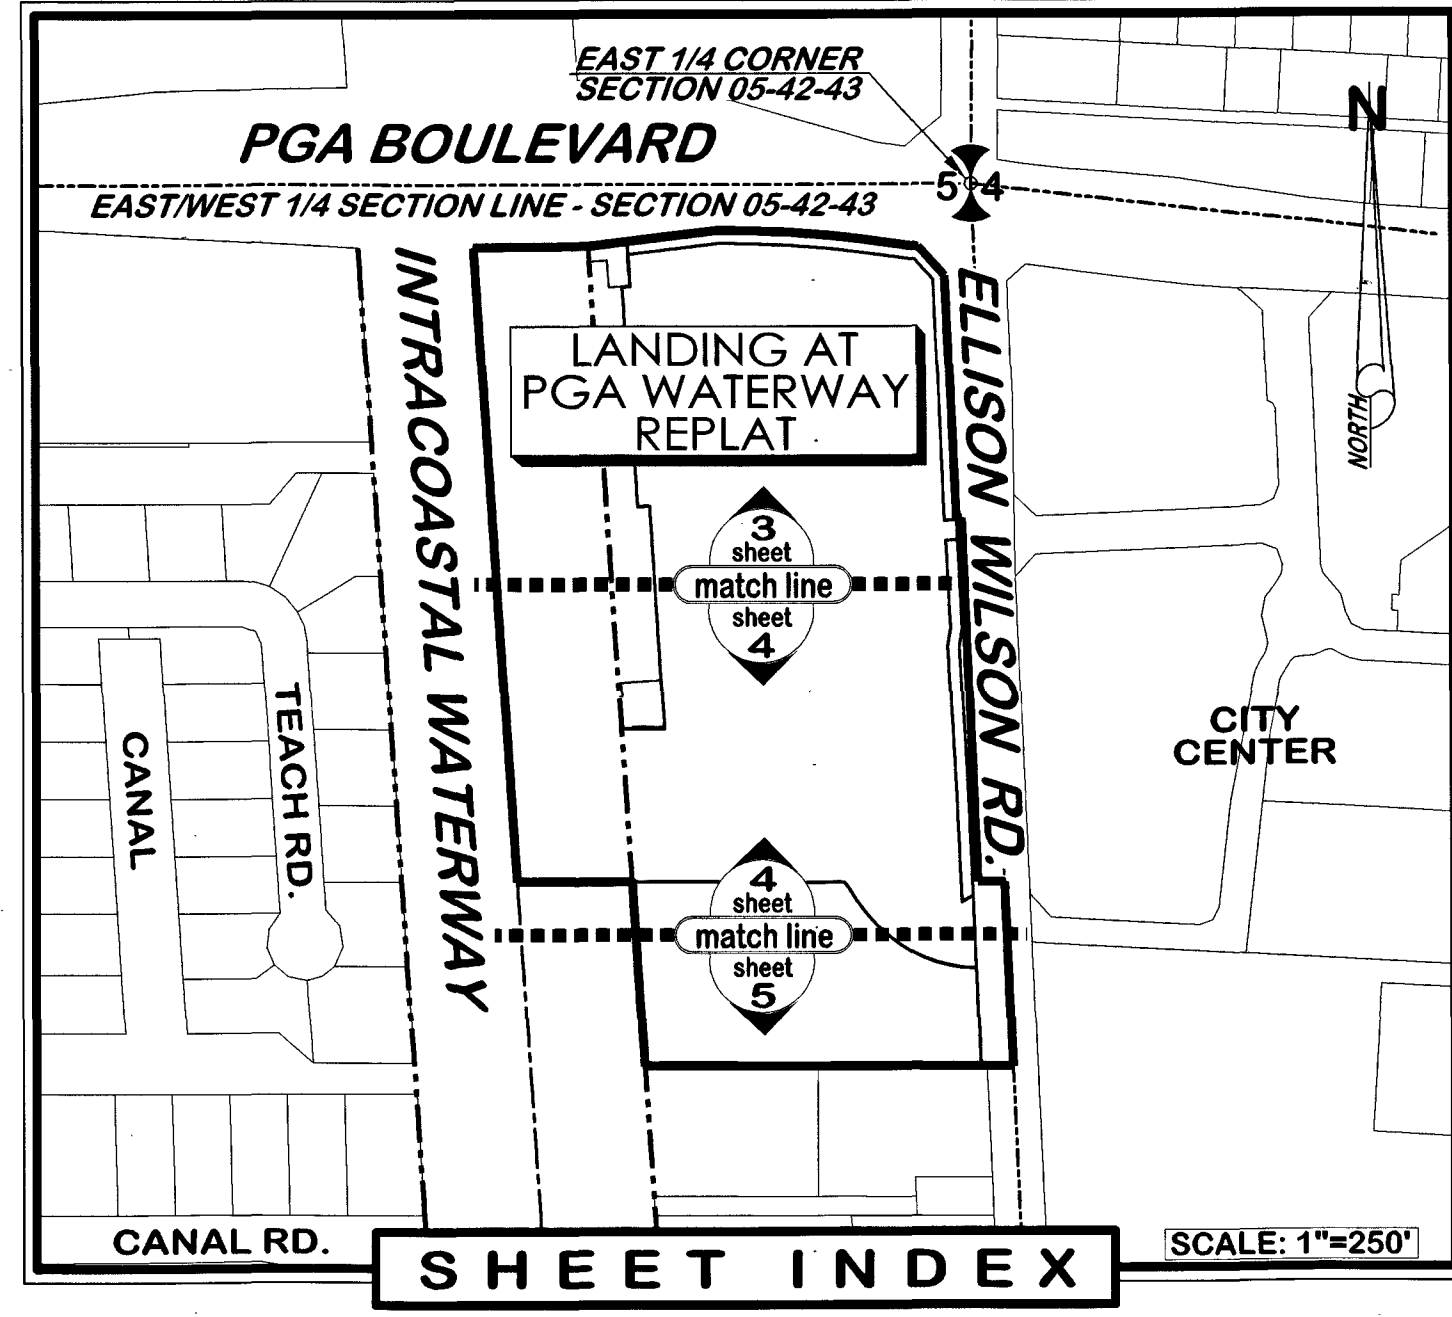 EAST 1/4 CORNER
SECTION 05-42-43
N
PGA BOULEVARD
5 4
EAST/WEST 1/4 SECTION LINE - SECTION 05-42-43
INTRACOASTAL WATERWAY
ELLISON WILSON RD.
LANDING AT
PGA WATERWAY
REPLAT
NORTH
3
sheet
match line
sheet
4
TEACH RD.
CANAL
CITY
CENTER
4
sheet
match line
sheet
5
CANAL RD.
SCALE: 1"=250'
SHEET INDEX